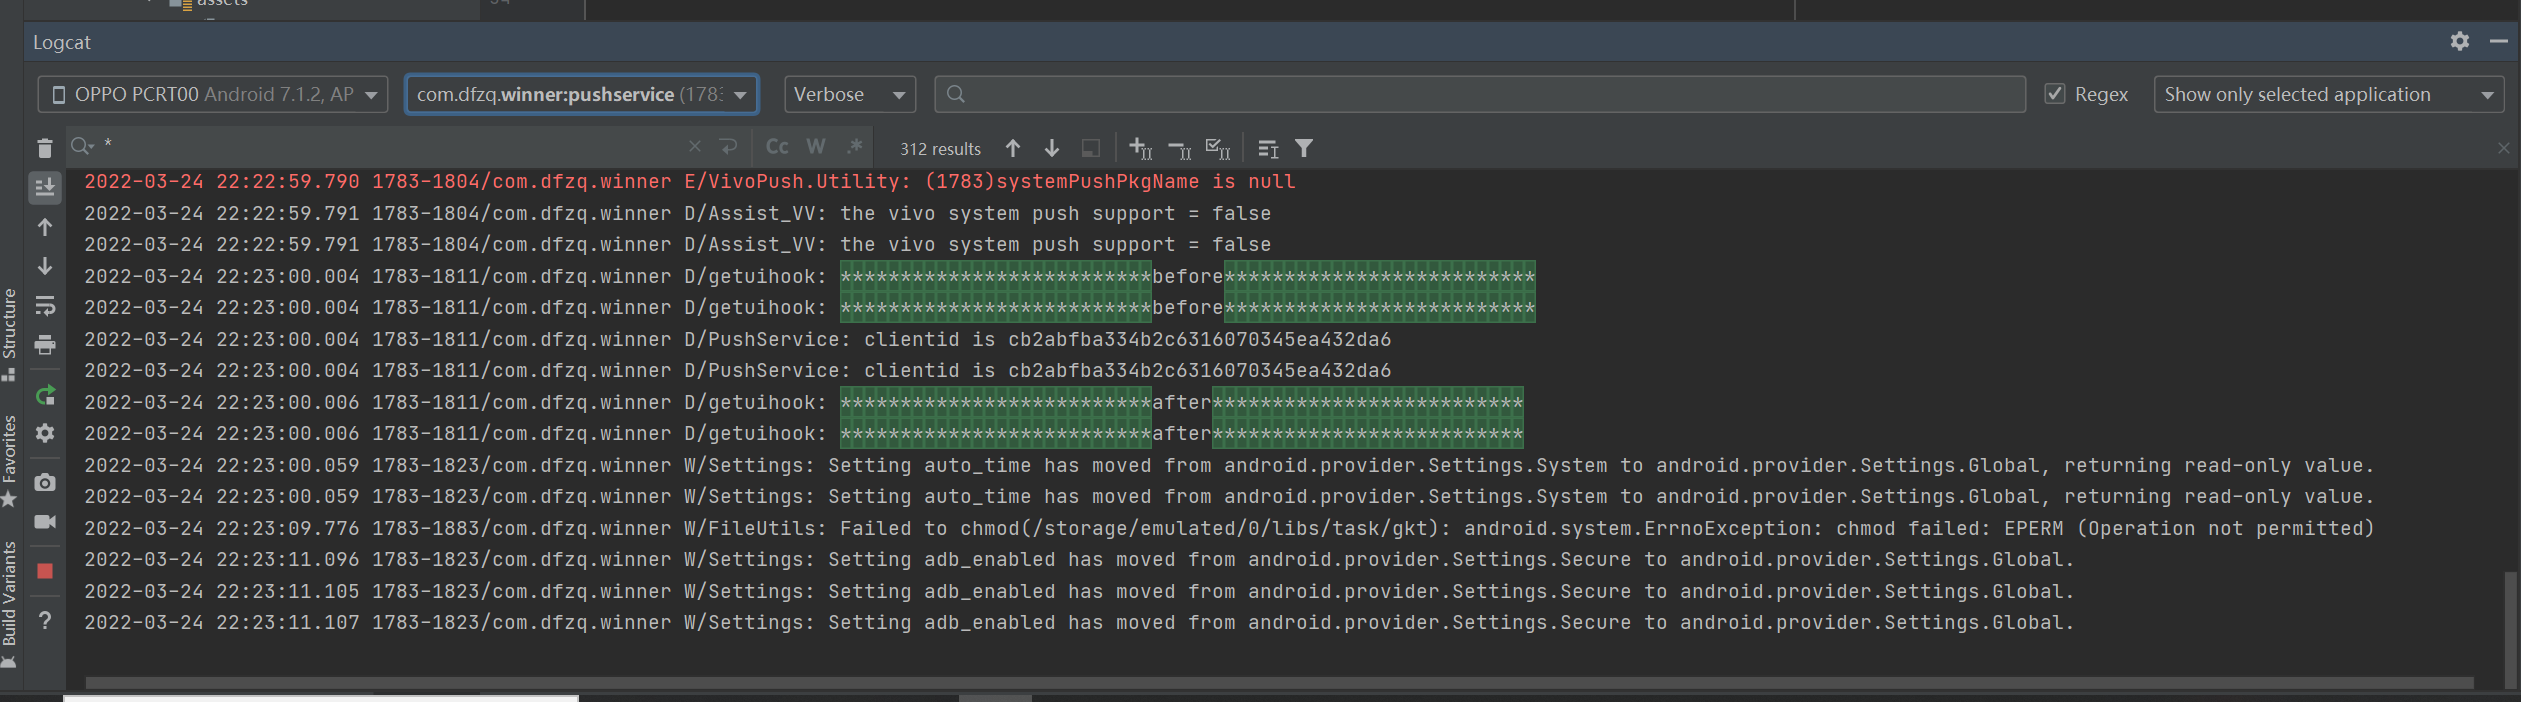 assets
Logcat
OPPO PCRT00 Android 7.1.2, AP
com.dfzq.winner:pushservice (1783
Verbose
Regex
Show only selected application
*
Cc W .*
312 results
2022-03-24 22:22:59.790 1783-1804/com.dfzq.winner E/VivoPush.Utility: (1783)systemPushPkgName is null
2022-03-24 22:22:59.791 1783-1804/com.dfzq.winner D/Assist_VV: the vivo system push support = false
2022-03-24 22:22:59.791 1783-1804/com.dfzq.winner D/Assist_VV: the vivo system push support = false
2022-03-24 22:23:00.004 1783-1811/com.dfzq.winner D/getuihook: **************************before**************************
2022-03-24 22:23:00.004 1783-1811/com.dfzq.winner D/getuihook: **************************before**************************
2022-03-24 22:23:00.004 1783-1811/com.dfzq.winner D/PushService: clientid is cb2abfba334b2c6316070345ea432da6
2022-03-24 22:23:00.004 1783-1811/com.dfzq.winner D/PushService: clientid is cb2abfba334b2c6316070345ea432da6
2022-03-24 22:23:00.006 1783-1811/com.dfzq.winner D/getuihook: **************************after**************************
2022-03-24 22:23:00.006 1783-1811/com.dfzq.winner D/getuihook: **************************after**************************
2022-03-24 22:23:00.059 1783-1823/com.dfzq.winner W/Settings: Setting auto_time has moved from android.provider.Settings.System to android.provider.Settings.Global, returning read-only value.
2022-03-24 22:23:00.059 1783-1823/com.dfzq.winner W/Settings: Setting auto_time has moved from android.provider.Settings.System to android.provider.Settings.Global, returning read-only value.
2022-03-24 22:23:09.776 1783-1883/com.dfzq.winner W/FileUtils: Failed to chmod(/storage/emulated/0/libs/task/gkt): android.system.ErrnoException: chmod failed: EPERM (Operation not permitted)
2022-03-24 22:23:11.096 1783-1823/com.dfzq.winner W/Settings: Setting adb_enabled has moved from android.provider.Settings.Secure to android.provider.Settings.Global.
2022-03-24 22:23:11.105 1783-1823/com.dfzq.winner W/Settings: Setting adb_enabled has moved from android.provider.Settings.Secure to android.provider.Settings.Global.
2022-03-24 22:23:11.107 1783-1823/com.dfzq.winner W/Settings: Setting adb_enabled has moved from android.provider.Settings.Secure to android.provider.Settings.Global.
Structure
Favorites
Build Variants